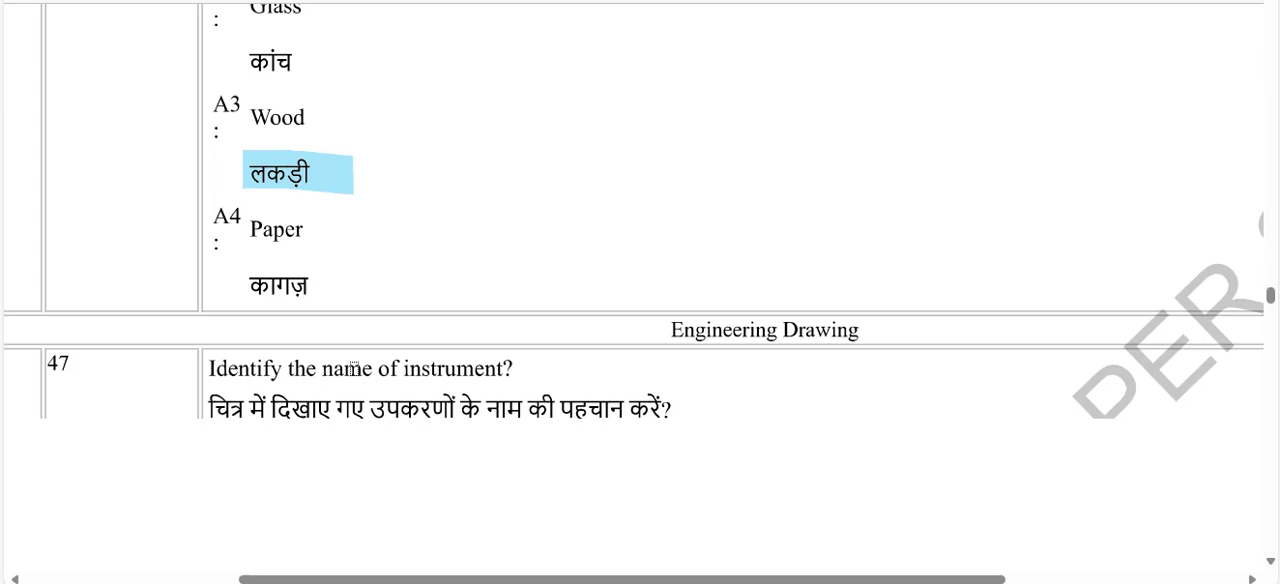 Glass
:
कांच
A3
:
Wood
लकड़ी
A4
:
Paper
कागज़
Engineering Drawing
47
Identify the name of instrument?
चित्र में दिखाए गए उपकरणों के नाम की पहचान करें?
PER